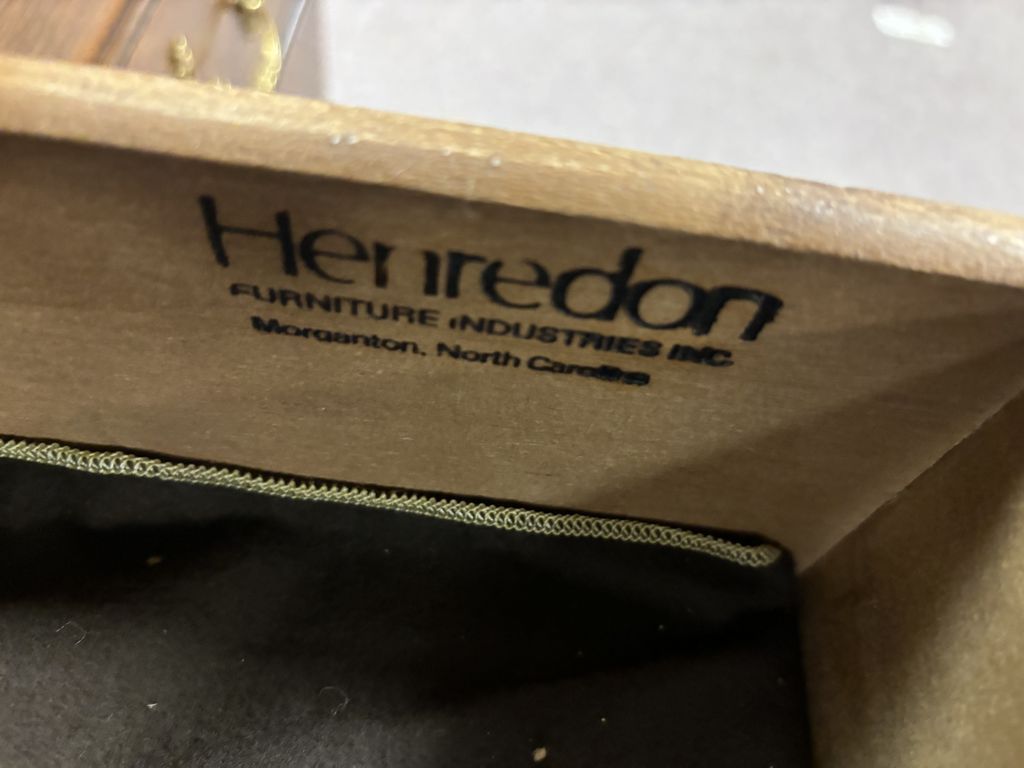 Henredon
FURNITURE INDUSTRIES INC
Morganton, North Carolina